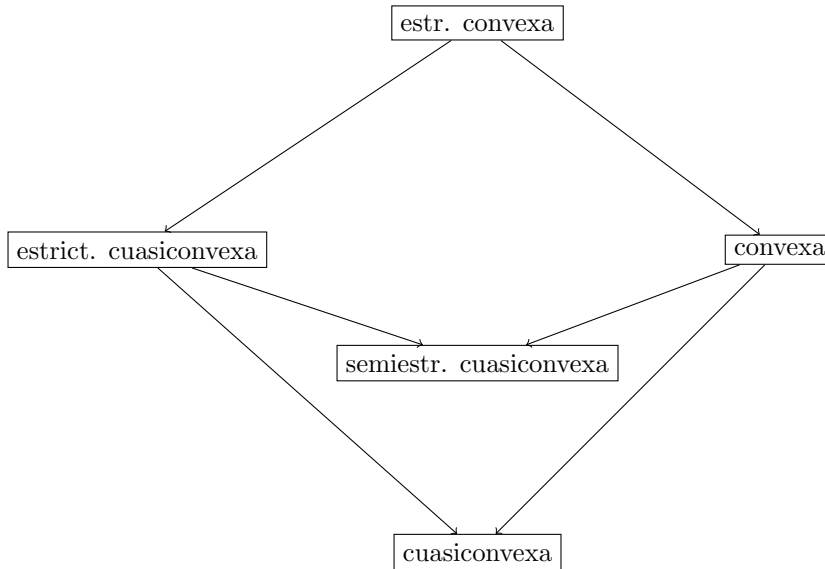 estr. convexa
estrict. cuasiconvexa
convexa
semiestr. cuasiconvexa
cuasiconvexa